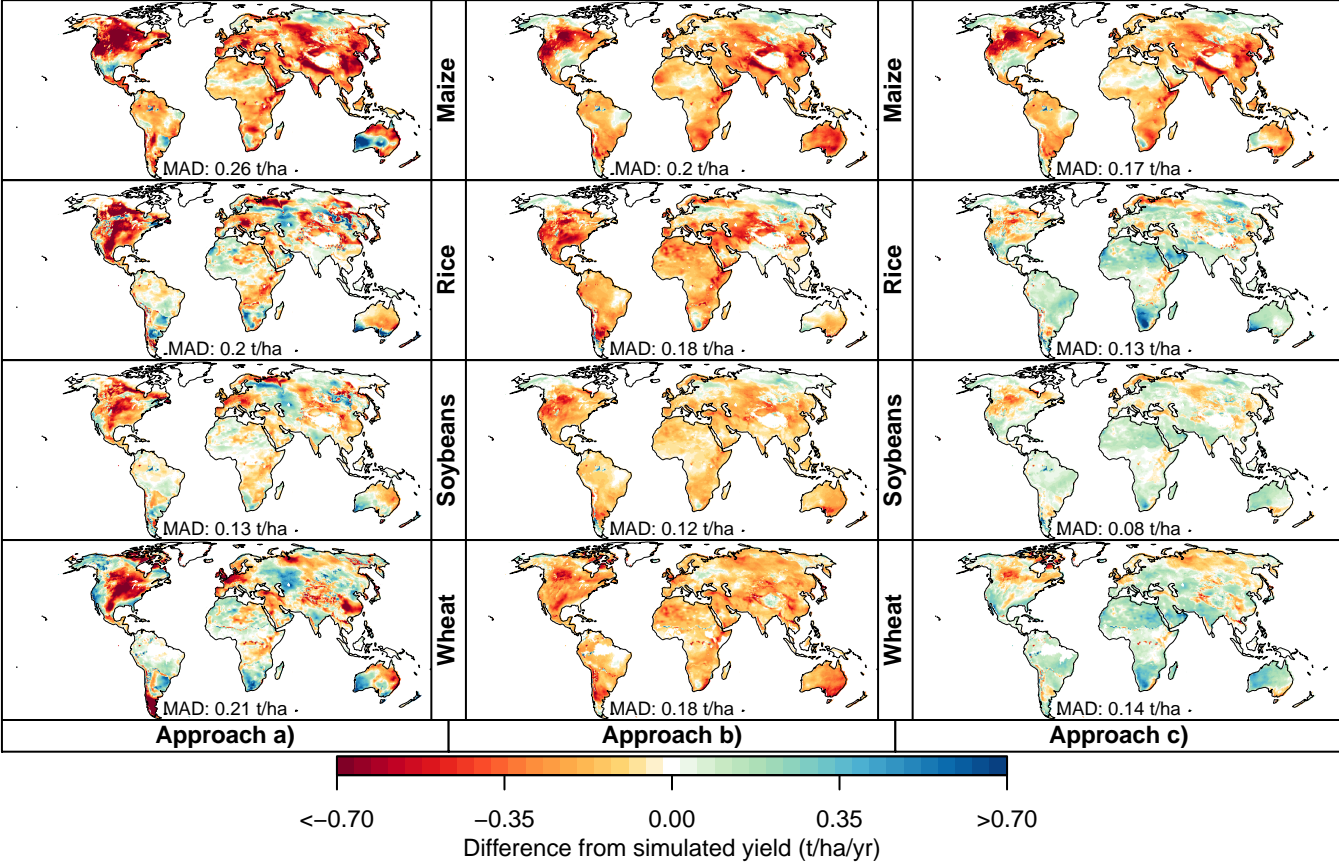 Maize
Maize
MAD: 0.26 t/ha
MAD: 0.2 t/ha
MAD: 0.17 t/ha
Rice
Rice
MAD: 0.2 t/ha
MAD: 0.18 t/ha
MAD: 0.13 t/ha
Soybeans
Soybeans
MAD: 0.13 t/ha
MAD: 0.12 t/ha
MAD: 0.08 t/ha
Wheat
Wheat
MAD: 0.21 t/ha
MAD: 0.18 t/ha
MAD: 0.14 t/ha
Approach a) Approach b) Approach c)
<−0.70 −0.35 0.00 0.35 >0.70
Difference from simulated yield (t/ha/yr)